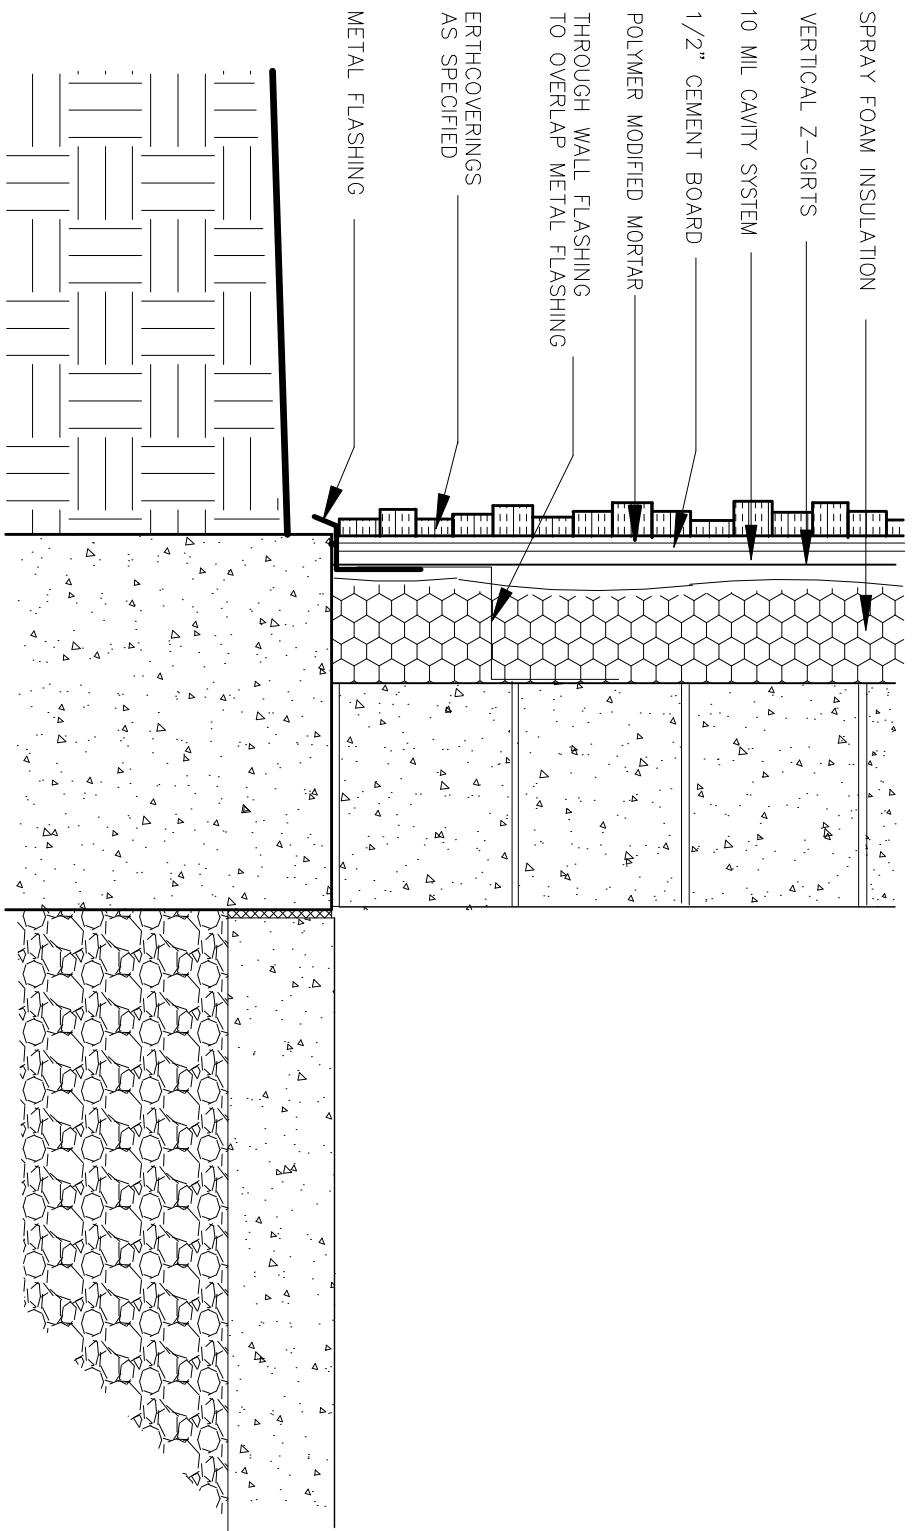 SPRAY FOAM INSULATION
VERTICAL Z-GIRTS
10 MIL CAVITY SYSTEM
1/2" CEMENT BOARD
POLYMER MODIFIED MORTAR
THROUGH WALL FLASHING
TO OVERLAP METAL FLASHING
ERTHCOVERINGS
AS SPECIFIED
METAL FLASHING